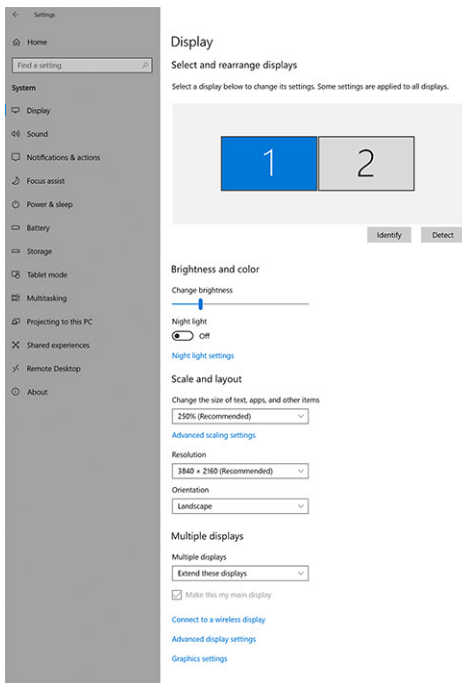 Settings
Home
Find a setting
System
Display
Sound
Notifications & actions
Focus assist
Power & sleep
Battery
Storage
Tablet mode
Multitasking
Projecting to this PC
Shared experiences
Remote Desktop
About
Display
Select and rearrange displays
Select a display below to change its settings. Some settings are applied to all displays.
1 2
Identify Detect
Brightness and color
Change brightness
Night light
Off
Night light settings
Scale and layout
Change the size of text, apps, and other items
250% (Recommended)
Advanced scaling settings
Resolution
3840 × 2160 (Recommended)
Orientation
Landscape
Multiple displays
Multiple displays
Extend these displays
Make this my main display
Connect to a wireless display
Advanced display settings
Graphics settings